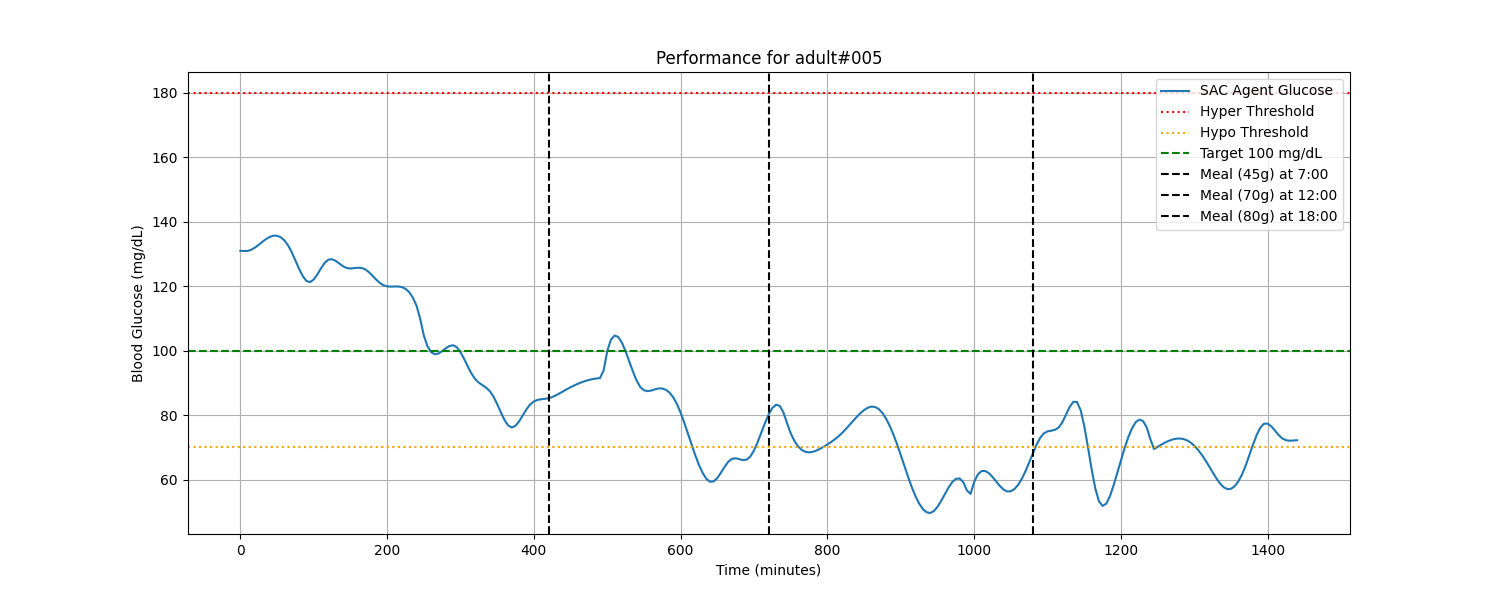 Performance for adult#005
180
160
140
120
100
80
60
Blood Glucose (mg/dL)
SAC Agent Glucose
Hyper Threshold
Hypo Threshold
Target 100 mg/dL
Meal (45g) at 7:00
Meal (70g) at 12:00
Meal (80g) at 18:00
0 200 400 600 800 1000 1200 1400
Time (minutes)